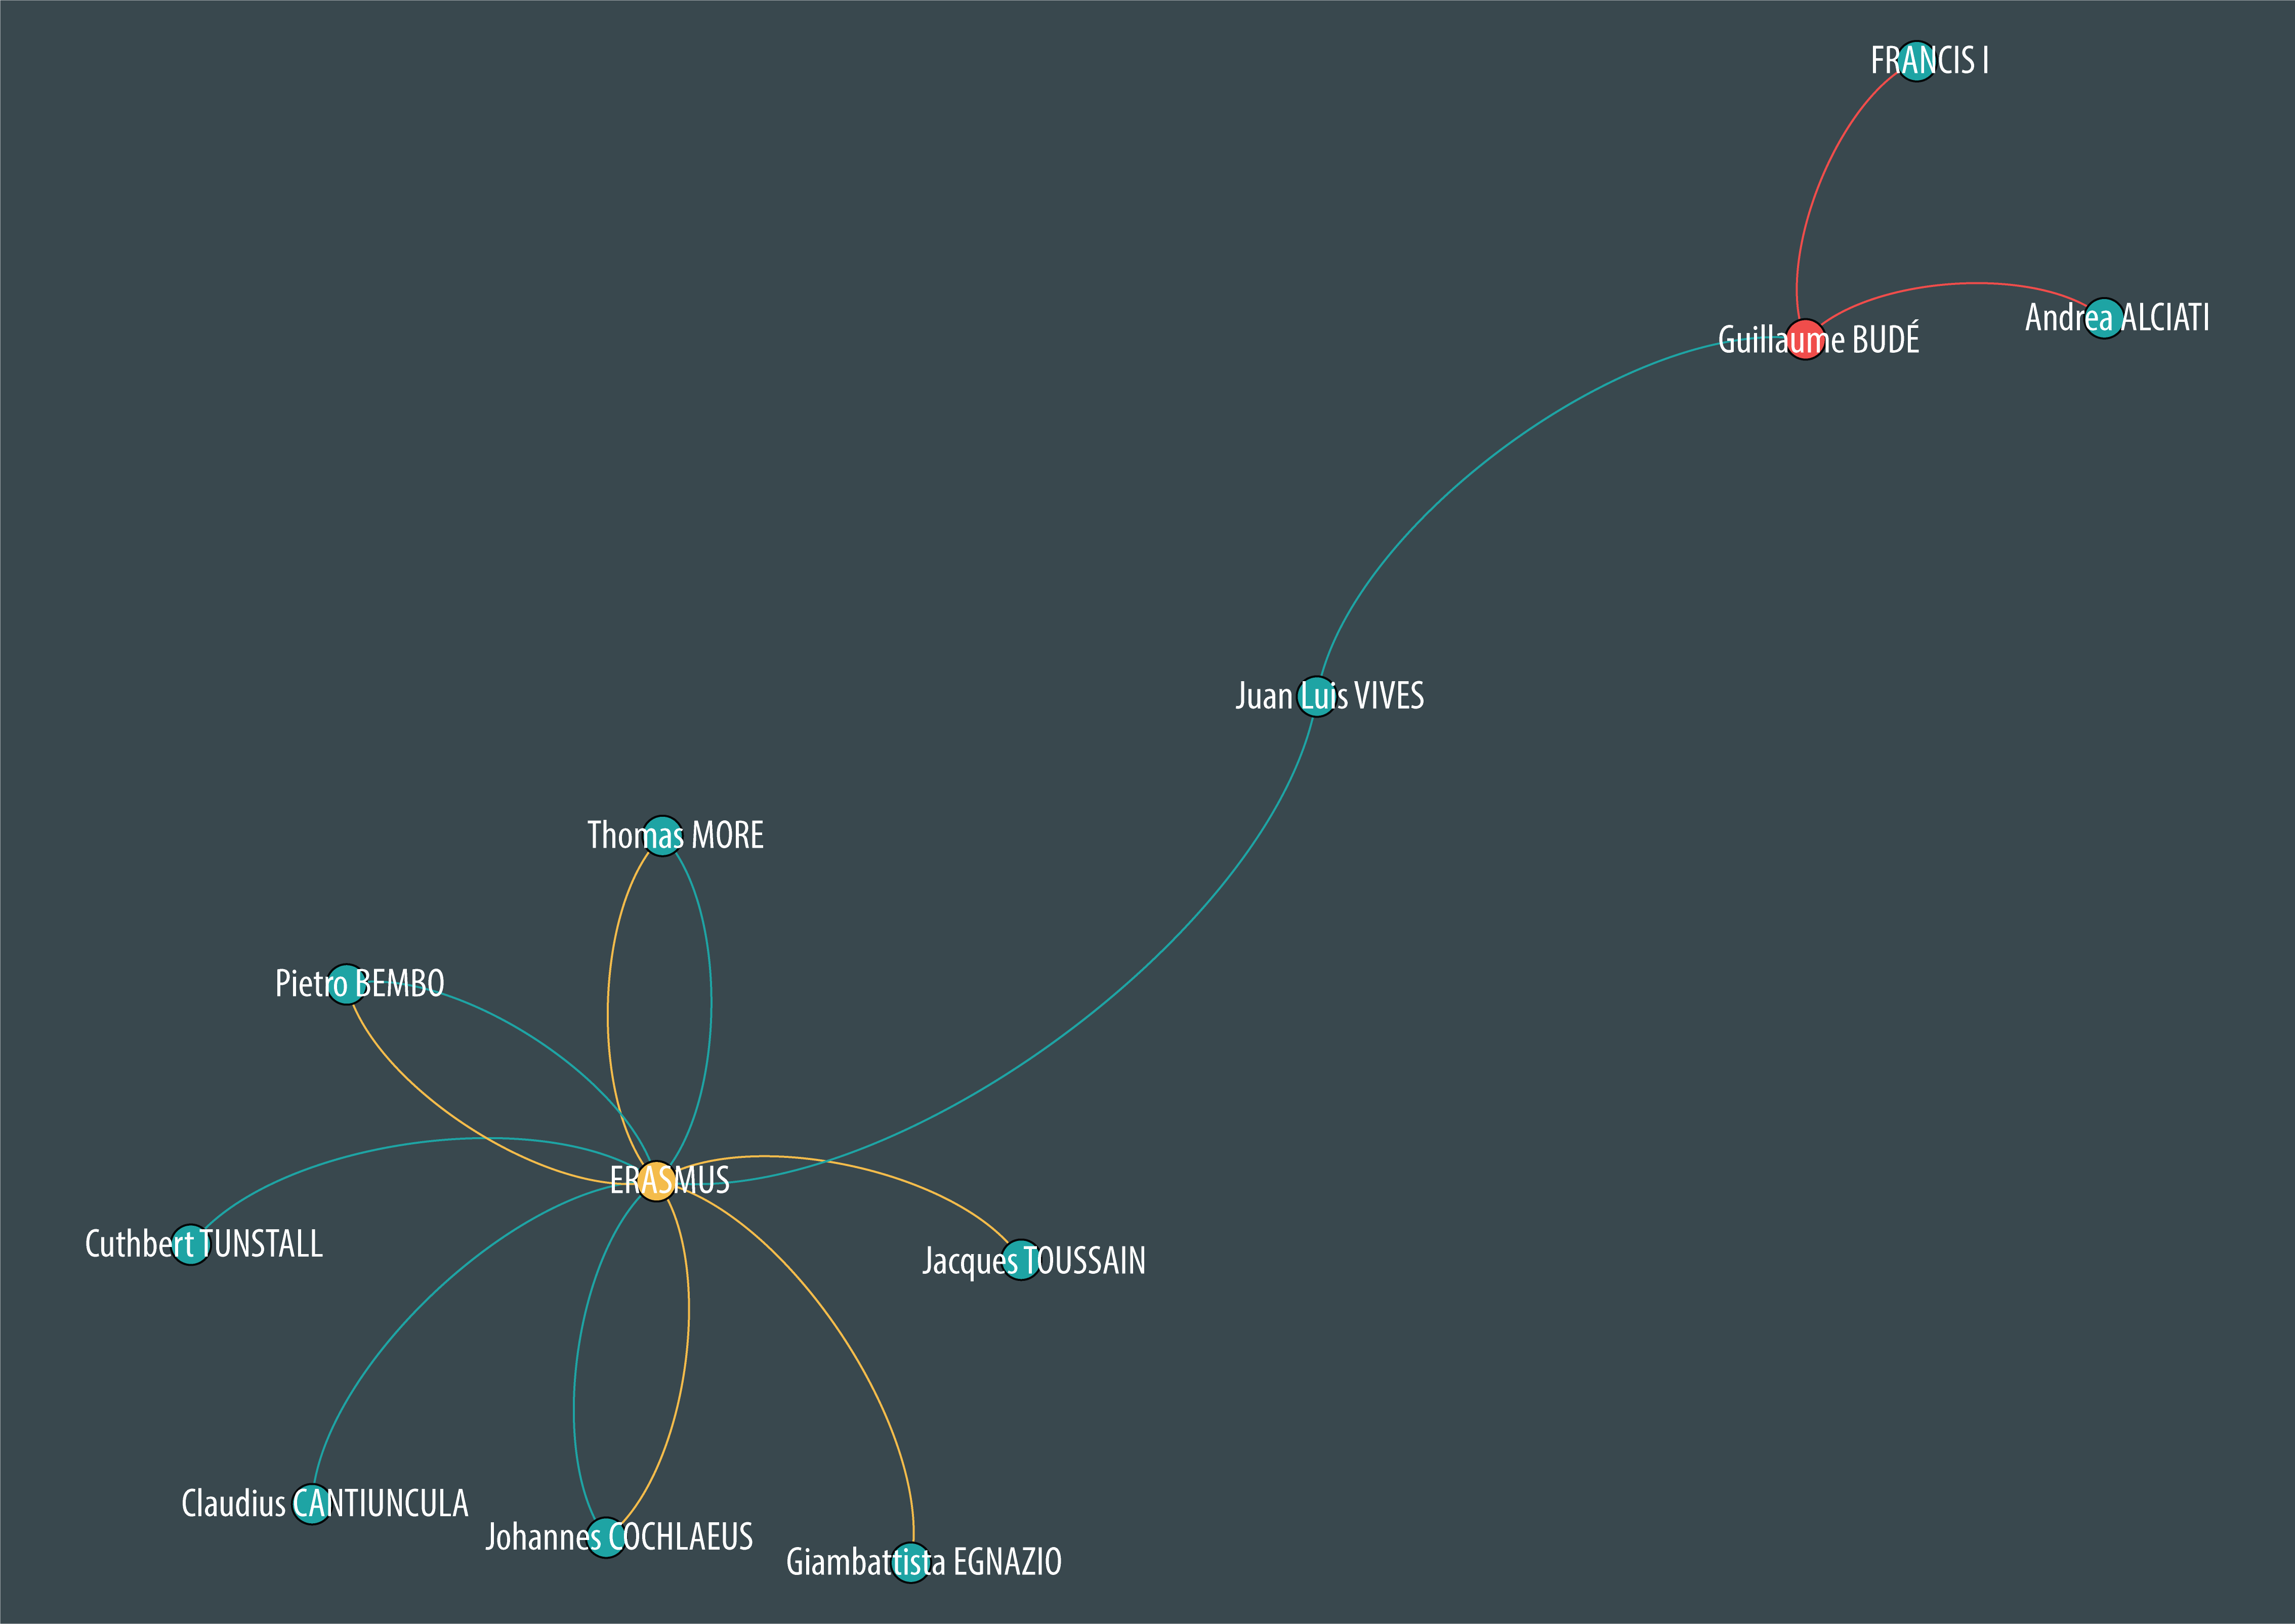 FRANCIS I
Andrea ALCIATI
Guillaume BUDÉ
Juan Luis VIVES
Thomas MORE
Pietro BEMBO
ERASMUS
Cuthbert TUNSTALL
Jacques TOUSSAIN
Claudius CANTIUNCULA
Johannes COCHLAEUS
Giambattista EGNAZIO